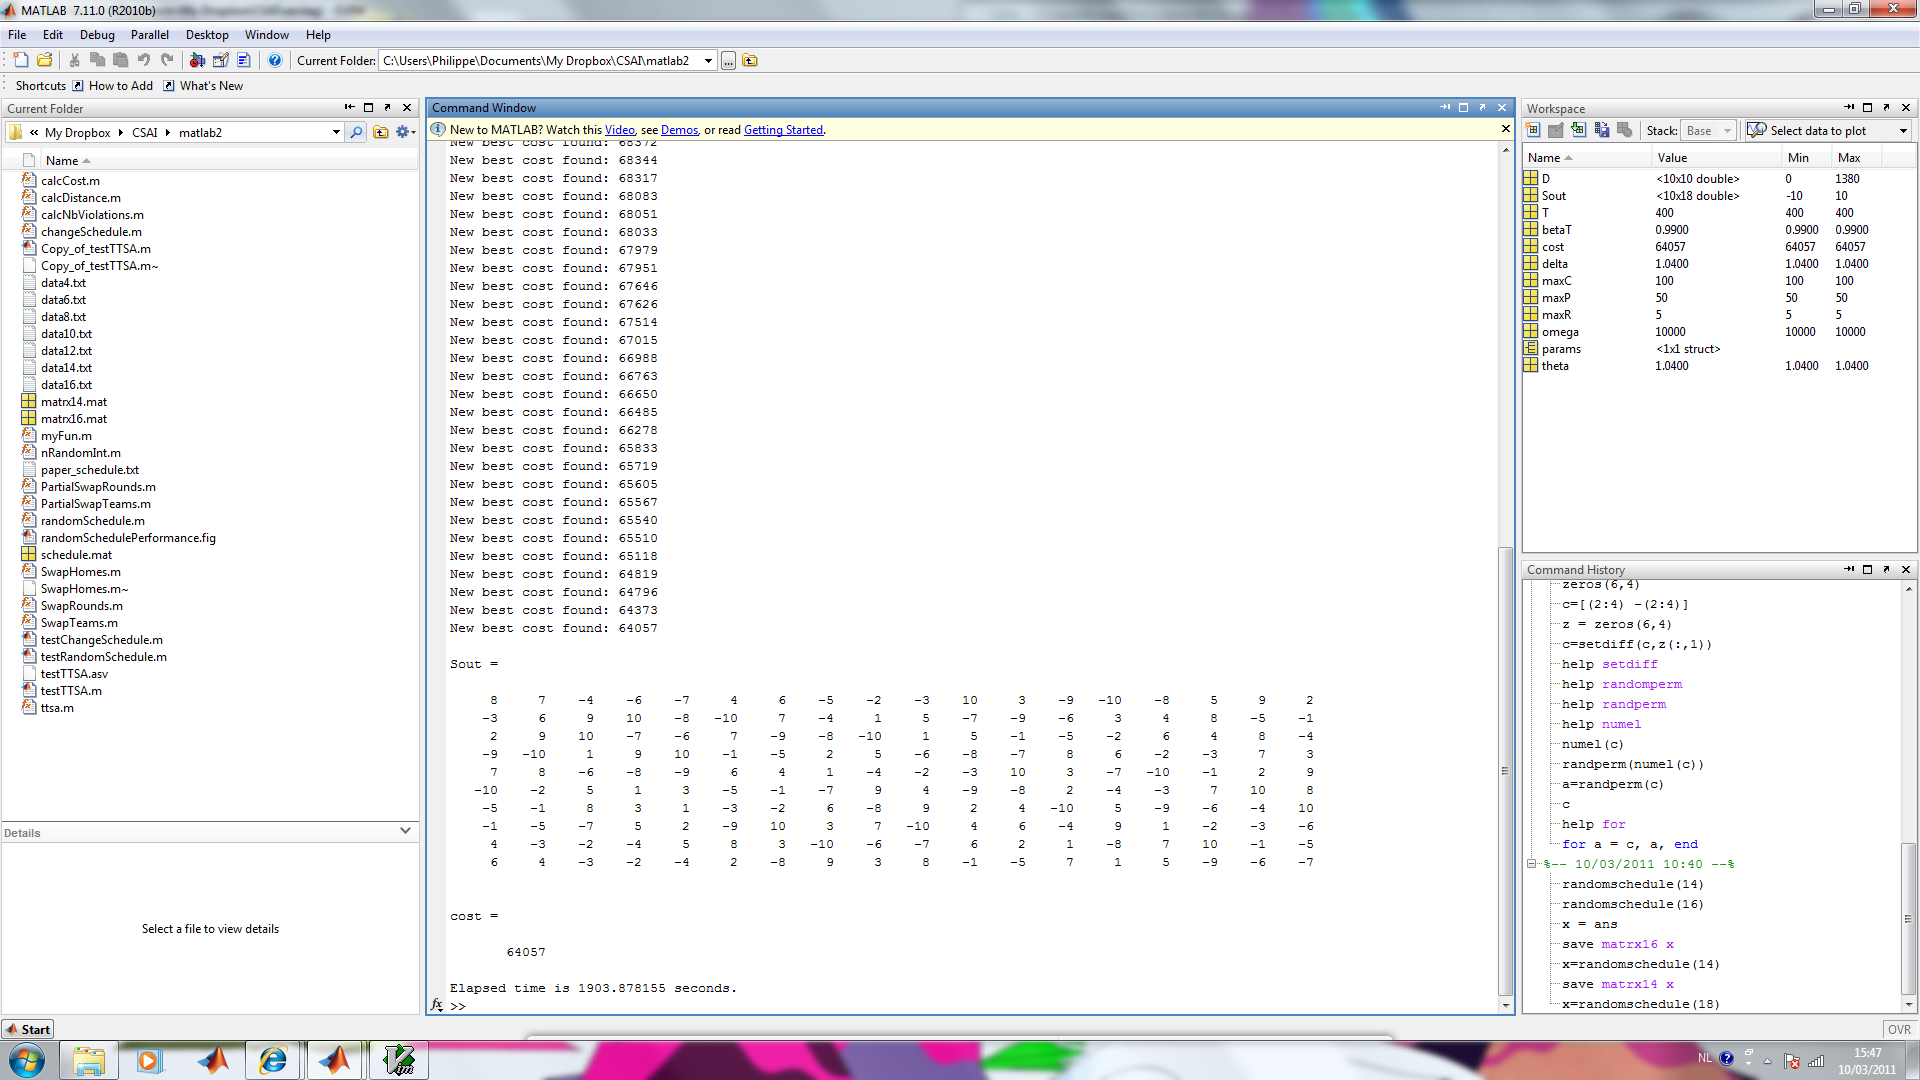 MATLAB 7.11.0 (R2010b)
File Edit Debug Parallel Desktop Window Help
Current Folder: C:\Users\Philippe\Documents\My Dropbox\CSAI\matlab2 ...
Shortcuts How to Add What's New
Current Folder
« My Dropbox CSAI matlab2
Name
calcCost.m
calcDistance.m
calcNbViolations.m
changeSchedule.m
Copy_of_testTTSA.m
Copy_of_testTTSA.m~
data4.txt
data6.txt
data8.txt
data10.txt
data12.txt
data14.txt
data16.txt
matrx14.mat
matrx16.mat
myFun.m
nRandomInt.m
paper_schedule.txt
PartialSwapRounds.m
PartialSwapTeams.m
randomSchedule.m
randomSchedulePerformance.fig
schedule.mat
SwapHomes.m
SwapHomes.m~
SwapRounds.m
SwapTeams.m
testChangeSchedule.m
testRandomSchedule.m
testTTSA.asv
testTTSA.m
ttsa.m
Details
Select a file to view details
Start
Command Window
New to MATLAB? Watch this Video, see Demos, or read Getting Started.
New best cost found: 68372
New best cost found: 68344
New best cost found: 68317
New best cost found: 68083
New best cost found: 68051
New best cost found: 68033
New best cost found: 67979
New best cost found: 67951
New best cost found: 67646
New best cost found: 67626
New best cost found: 67514
New best cost found: 67015
New best cost found: 66988
New best cost found: 66763
New best cost found: 66650
New best cost found: 66485
New best cost found: 66278
New best cost found: 65833
New best cost found: 65719
New best cost found: 65605
New best cost found: 65567
New best cost found: 65540
New best cost found: 65510
New best cost found: 65118
New best cost found: 64819
New best cost found: 64796
New best cost found: 64373
New best cost found: 64057
Sout =
8 7 -4 -6 -7 4 6 -5 -2 -3 10 3 -9 -10 -8 5 9 2
-3 6 9 10 -8 -10 7 -4 1 5 -7 -9 -6 3 4 8 -5 -1
2 9 10 -7 -6 7 -9 -8 -10 1 5 -1 -5 -2 6 4 8 -4
-9 -10 1 9 10 -1 -5 2 5 -6 -8 -7 8 6 -2 -3 7 3
7 8 -6 -8 -9 6 4 1 -4 -2 -3 10 3 -7 -10 -1 2 9
-10 -2 5 1 3 -5 -1 -7 9 4 -9 -8 2 -4 -3 7 10 8
-5 -1 8 3 1 -3 -2 6 -8 9 2 4 -10 5 -9 -6 -4 10
-1 -5 -7 5 2 -9 10 3 7 -10 4 6 -4 9 1 -2 -3 -6
4 -3 -2 -4 5 8 3 -10 -6 -7 6 2 1 -8 7 10 -1 -5
6 4 -3 -2 -4 2 -8 9 3 8 -1 -5 7 1 5 -9 -6 -7
cost =
64057
Elapsed time is 1903.878155 seconds.
fx >>
Workspace
Stack: Base Select data to plot
Name Value Min Max
D <10x10 double> 0 1380
Sout <10x18 double> -10 10
T 400 400 400
betaT 0.9900 0.9900 0.9900
cost 64057 64057 64057
delta 1.0400 1.0400 1.0400
maxC 100 100 100
maxP 50 50 50
maxR 5 5 5
omega 10000 10000 10000
params <1x1 struct>
theta 1.0400 1.0400 1.0400
Command History
zeros(6,4)
c=[(2:4) -(2:4)]
z = zeros(6,4)
c=setdiff(c,z(:,1))
help setdiff
help randomperm
help randperm
help numel
numel(c)
randperm(numel(c))
a=randperm(c)
c
help for
for a = c, a, end
%-- 10/03/2011 10:40 --%
randomschedule(14)
randomschedule(16)
x = ans
save matrx16 x
x=randomschedule(14)
save matrx14 x
x=randomschedule(18)
OVR
NL
15:47
10/03/2011